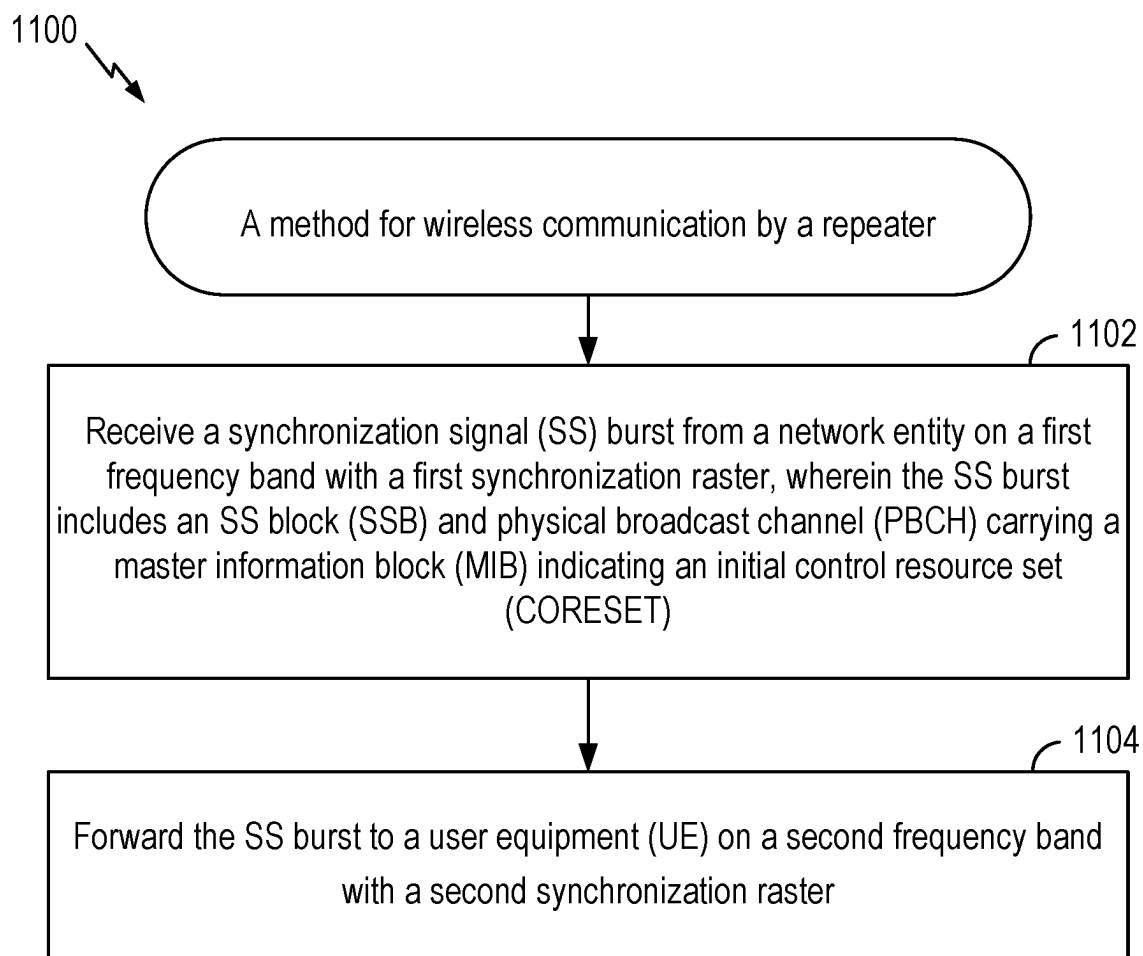 1100
A method for wireless communication by a repeater
1102
Receive a synchronization signal (SS) burst from a network entity on a first
frequency band with a first synchronization raster, wherein the SS burst
includes an SS block (SSB) and physical broadcast channel (PBCH) carrying a
master information block (MIB) indicating an initial control resource set
(CORESET)
1104
Forward the SS burst to a user equipment (UE) on a second frequency band
with a second synchronization raster